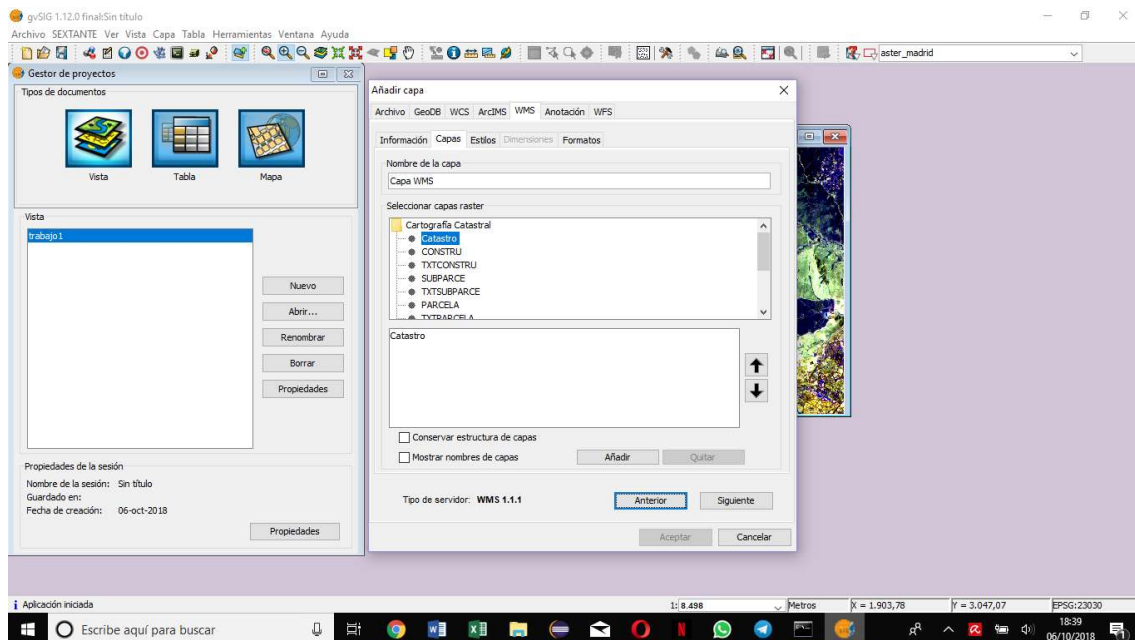 gvSIG 1.12.0 final:Sin título
Archivo SEXTANTE Ver Vista Capa Tabla Herramientas Ventana Ayuda
aster_madrid
Gestor de proyectos
Tipos de documentos
Vista
Tabla
Mapa
Vista
trabajo1
Nuevo
Abrir...
Renombrar
Borrar
Propiedades
Propiedades de la sesión
Nombre de la sesión: Sin título
Guardado en:
Fecha de creación: 06-oct-2018
Propiedades
Añadir capa
Archivo GeoDB WCS ArcIMS WMS Anotación WFS
Información Capas Estilos Dimensiones Formatos
Nombre de la capa
Capa WMS
Seleccionar capas raster
Cartografía Catastral
Catastro
CONSTRU
TXTCONSTRU
SUBPARCE
TXTSUBPARCE
PARCELA
TXTPARCELA
Catastro
Conservar estructura de capas
Mostrar nombres de capas
Añadir
Quitar
Tipo de servidor: WMS 1.1.1
Anterior
Siguiente
Aceptar
Cancelar
Aplicación iniciada
1: 8.498
Metros
X = 1.903,78
Y = 3.047,07
EPSG:23030
Escribe aquí para buscar
18:39
06/10/2018